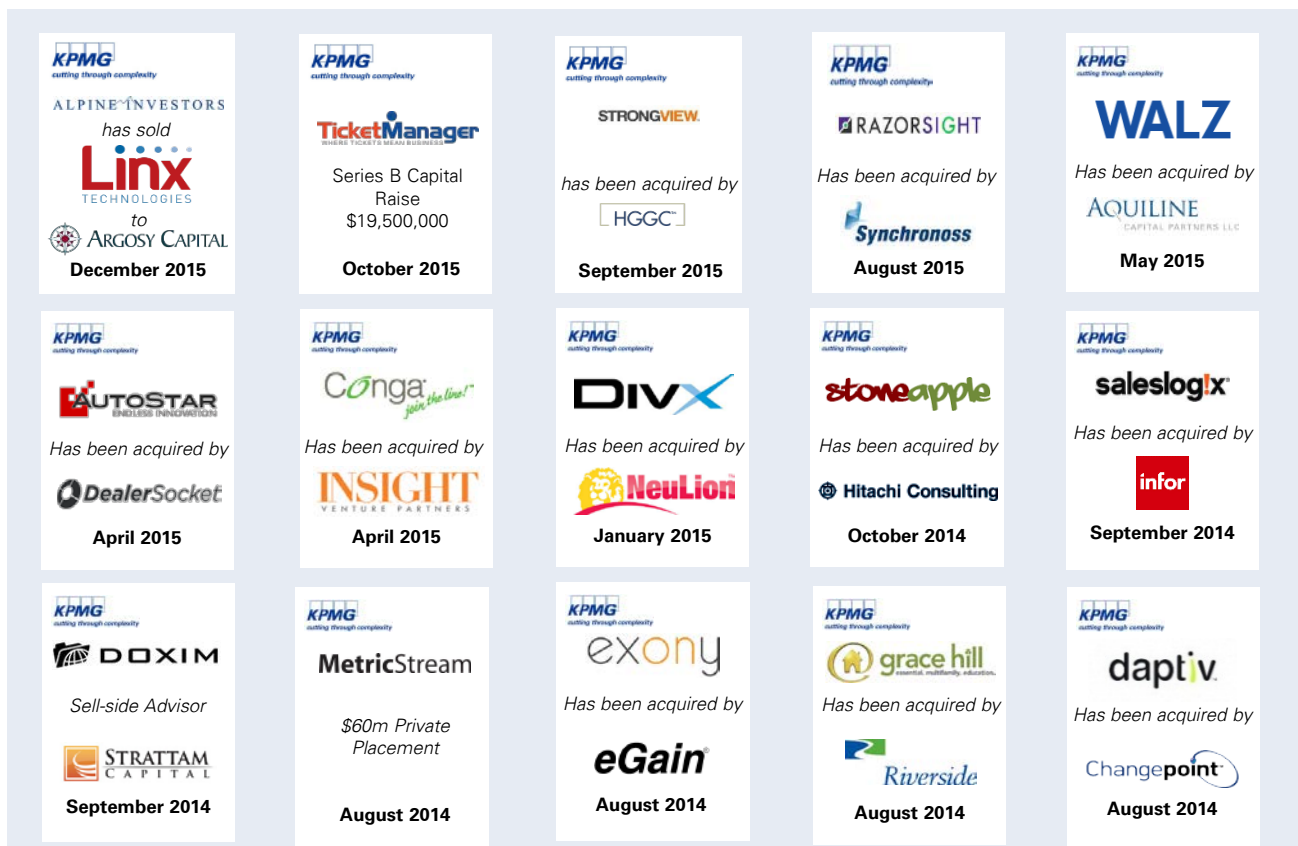 KPMG
cutting through complexity
ALPINE INVESTORS
has sold
Linx
TECHNOLOGIES
to
ARGOSY CAPITAL
December 2015
KPMG
cutting through complexity
TicketManager
WHERE TICKETS MEAN BUSINESS
Series B Capital
Raise
$19,500,000
October 2015
KPMG
cutting through complexity
STRONGVIEW.
has been acquired by
HGGC™
September 2015
KPMG
cutting through complexity
RAZORSIGHT
Has been acquired by
Synchronoss
August 2015
KPMG
cutting through complexity
WALZ
Has been acquired by
AQUILINE
CAPITAL PARTNERS LLC
May 2015
KPMG
cutting through complexity
AUTOSTAR
ENDLESS INNOVATION
Has been acquired by
DealerSocket
April 2015
KPMG
cutting through complexity
Conga
join the line!™
Has been acquired by
INSIGHT
VENTURE PARTNERS
April 2015
KPMG
cutting through complexity
DIVX
Has been acquired by
NeuLion
January 2015
KPMG
cutting through complexity
stoneapple
Has been acquired by
Hitachi Consulting
October 2014
KPMG
cutting through complexity
saleslog!x
Has been acquired by
infor
September 2014
KPMG
cutting through complexity
DOXIM
Sell-side Advisor
STRATTAM
CAPITAL
September 2014
KPMG
cutting through complexity
MetricStream
$60m Private
Placement
August 2014
KPMG
cutting through complexity
exony
Has been acquired by
eGain®
August 2014
KPMG
cutting through complexity
grace hill
essential. multifamily. education.
Has been acquired by
Riverside
August 2014
KPMG
cutting through complexity
daptiv
Has been acquired by
Changepoint
August 2014